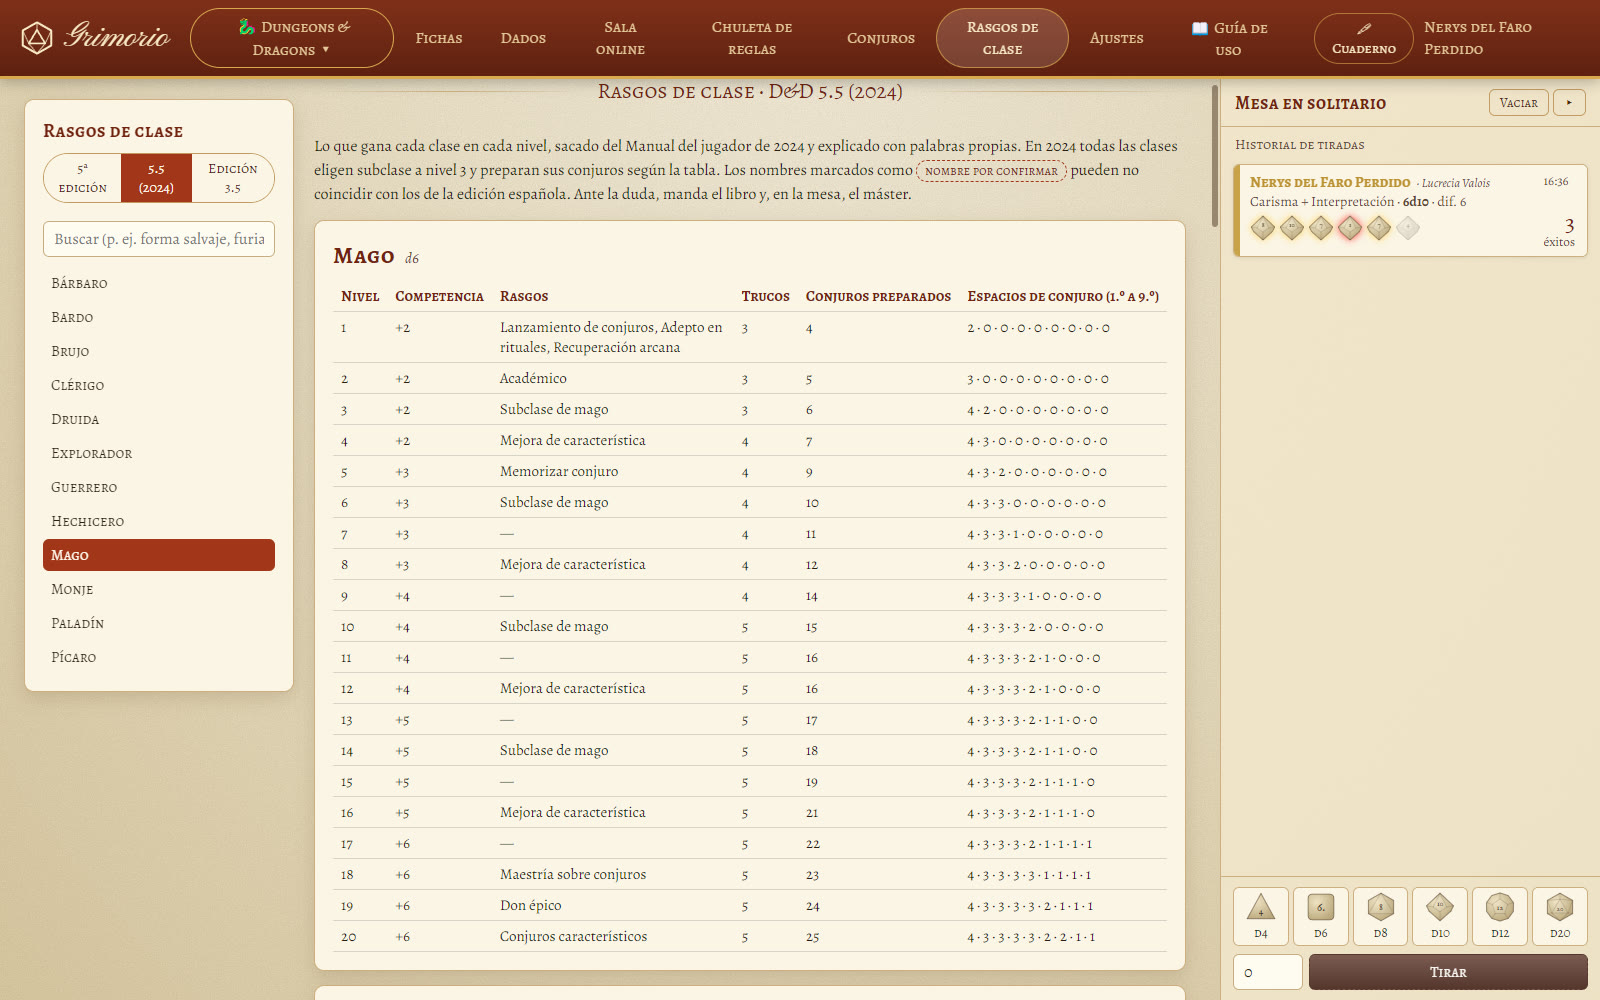 Grimorio
🐉 Dungeons &
Dragons ▾
Fichas
Dados
Sala
online
Chuleta de
reglas
Conjuros
Rasgos de
clase
Ajustes
📖 Guía de
uso
Cuaderno
Nerys del Faro
Perdido
Rasgos de clase
5ª
edición
5.5
(2024)
Edición
3.5
Buscar (p. ej. forma salvaje, furia
Bárbaro
Bardo
Brujo
Clérigo
Druida
Explorador
Guerrero
Hechicero
Mago
Monje
Paladín
Pícaro
Rasgos de clase · D&D 5.5 (2024)
Lo que gana cada clase en cada nivel, sacado del Manual del jugador de 2024 y explicado con palabras propias. En 2024 todas las clases
eligen subclase a nivel 3 y preparan sus conjuros según la tabla. Los nombres marcados como nombre por confirmar pueden no
coincidir con los de la edición española. Ante la duda, manda el libro y, en la mesa, el máster.
Mago d6
Nivel Competencia Rasgos Trucos Conjuros preparados Espacios de conjuro (1.º a 9.º)
1 +2 Lanzamiento de conjuros, Adepto en 3 4 2·0·0·0·0·0·0·0·0
rituales, Recuperación arcana
2 +2 Académico 3 5 3·0·0·0·0·0·0·0·0
3 +2 Subclase de mago 3 6 4·2·0·0·0·0·0·0·0
4 +2 Mejora de característica 4 7 4·3·0·0·0·0·0·0·0
5 +3 Memorizar conjuro 4 9 4·3·2·0·0·0·0·0·0
6 +3 Subclase de mago 4 10 4·3·3·0·0·0·0·0·0
7 +3 — 4 11 4·3·3·1·0·0·0·0·0
8 +3 Mejora de característica 4 12 4·3·3·2·0·0·0·0·0
9 +4 — 4 14 4·3·3·3·1·0·0·0·0
10 +4 Subclase de mago 5 15 4·3·3·3·2·0·0·0·0
11 +4 — 5 16 4·3·3·3·2·1·0·0·0
12 +4 Mejora de característica 5 16 4·3·3·3·2·1·0·0·0
13 +5 — 5 17 4·3·3·3·2·1·1·0·0
14 +5 Subclase de mago 5 18 4·3·3·3·2·1·1·0·0
15 +5 — 5 19 4·3·3·3·2·1·1·1·0
16 +5 Mejora de característica 5 21 4·3·3·3·2·1·1·1·0
17 +6 — 5 22 4·3·3·3·2·1·1·1·1
18 +6 Maestría sobre conjuros 5 23 4·3·3·3·3·1·1·1·1
19 +6 Don épico 5 24 4·3·3·3·3·2·1·1·1
20 +6 Conjuros característicos 5 25 4·3·3·3·3·2·2·1·1
Mesa en solitario
Vaciar
▸
Historial de tiradas
Nerys del Faro Perdido · Lucrecia Valois 16:36
Carisma + Interpretación · 6d10 · dif. 6
3
éxitos
4
6.
8
10
12
20
D4
D6
D8
D10
D12
D20
0
Tirar